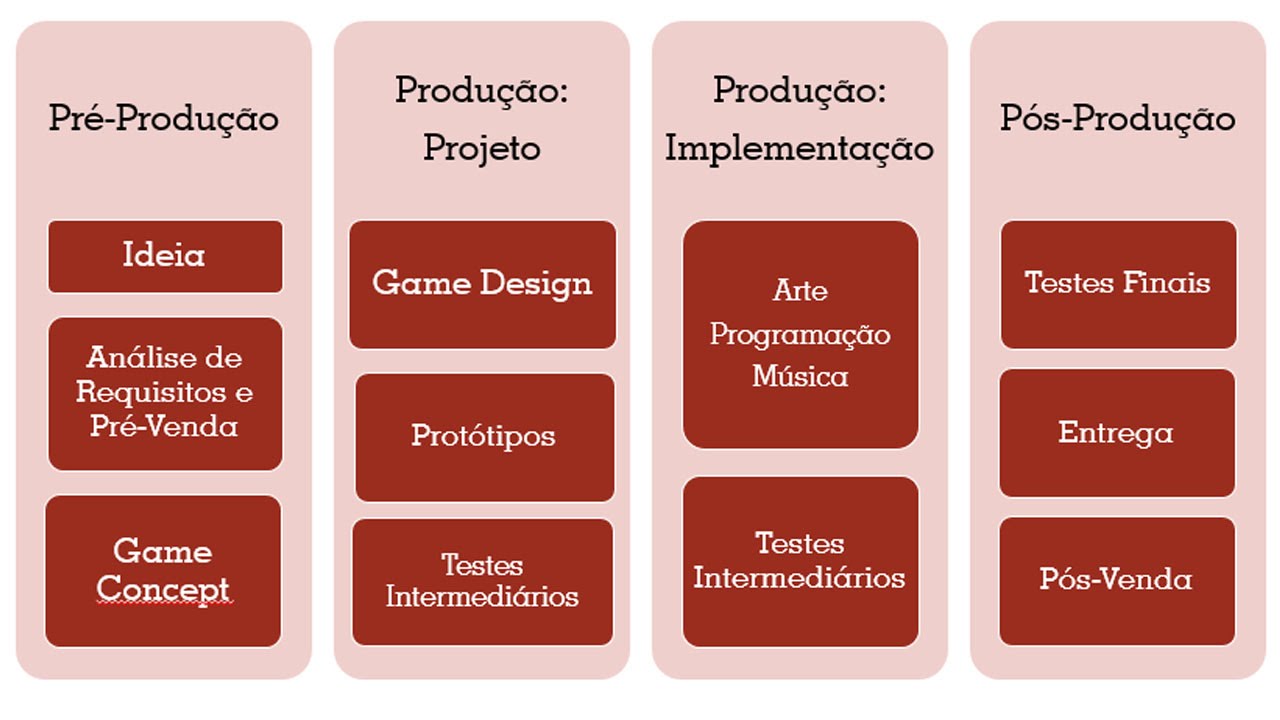 Pré-Produção
Ideia
Análise de
Requisitos e
Pré-Venda
Game
Concept
Produção:
Projeto
Game Design
Protótipos
Testes
Intermediários
Produção:
Implementação
Arte
Programação
Música
Testes
Intermediários
Pós-Produção
Testes Finais
Entrega
Pós-Venda